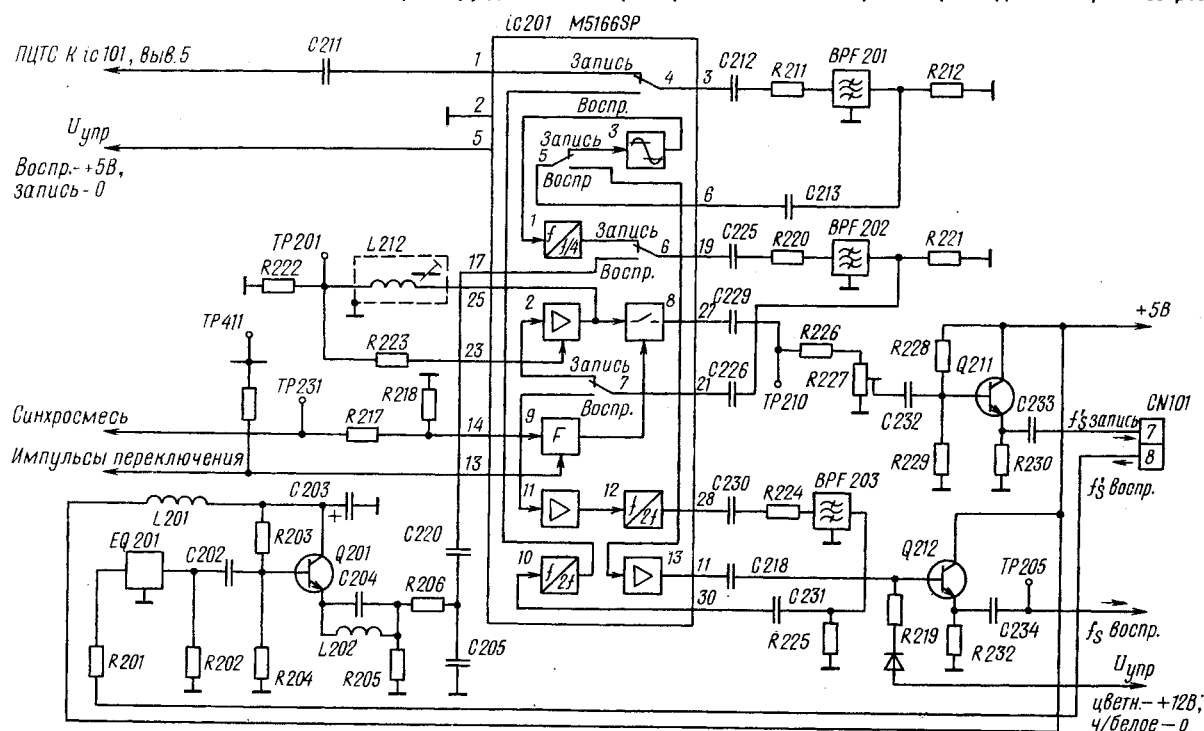 ic201 M5166SP
ПЦТС К ic101, Выв.5
C211
1
Запись
4
3
C212
R211
BPF 201
R212
2
Воспр.
Uупр
5
Воспр.- +5В,
запись - 0
Запись
3
5
Воспр
6
C213
TP201
L212
R222
1
f
f/4
Запись
6
19
C225
R220
BPF 202
R221
17
Воспр.
25
2
8
27
C229
+5В
TP411
R223
23
R226
R228
Q211
Запись
7
21
C226
TP210
R227
C232
C233
CN101
TP231
R218
Воспр.
Синхросмесь
R217
14
9
F
f's запись
7
8
Импульсы переключения
13
R229
R230
f's воспр.
C203
L201
11
12
f
2f
28
C230
R224
BPF 203
EQ 201
R203
C202
Q201
C220
C204
R206
10
f
2f
13
11
C218
Q212
TP205
30
C231
L202
R225
R219
C234
fs воспр.
R201
R202
R204
R205
C205
R232
Uупр
цветн.- +12В,
ч/белое - 0